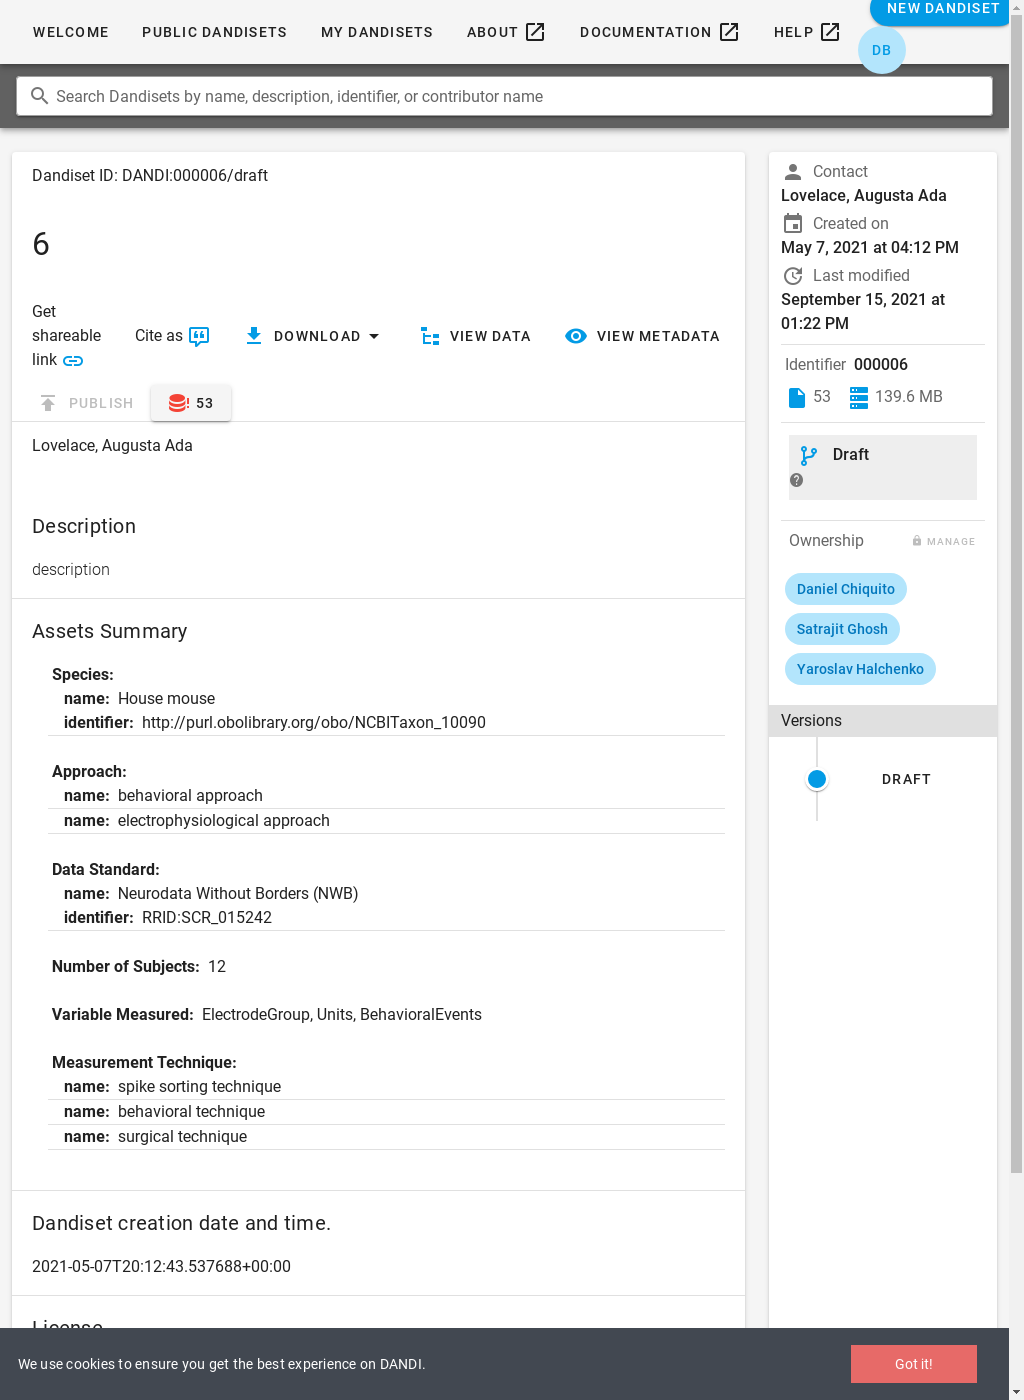 NEW DANDISET
WELCOME PUBLIC DANDISETS MY DANDISETS ABOUT DOCUMENTATION HELP
DB
Search Dandisets by name, description, identifier, or contributor name
Dandiset ID: DANDI:000006/draft
6
Get
shareable
link
Cite as
DOWNLOAD
VIEW DATA
VIEW METADATA
PUBLISH
53
Lovelace, Augusta Ada
Description
description
Assets Summary
Species:
name: House mouse
identifier: http://purl.obolibrary.org/obo/NCBITaxon_10090
Approach:
name: behavioral approach
name: electrophysiological approach
Data Standard:
name: Neurodata Without Borders (NWB)
identifier: RRID:SCR_015242
Number of Subjects: 12
Variable Measured: ElectrodeGroup, Units, BehavioralEvents
Measurement Technique:
name: spike sorting technique
name: behavioral technique
name: surgical technique
Dandiset creation date and time.
2021-05-07T20:12:43.537688+00:00
License
Contact
Lovelace, Augusta Ada
Created on
May 7, 2021 at 04:12 PM
Last modified
September 15, 2021 at
01:22 PM
Identifier 000006
53 139.6 MB
Draft
Ownership MANAGE
Daniel Chiquito
Satrajit Ghosh
Yaroslav Halchenko
Versions
DRAFT
We use cookies to ensure you get the best experience on DANDI.
Got it!